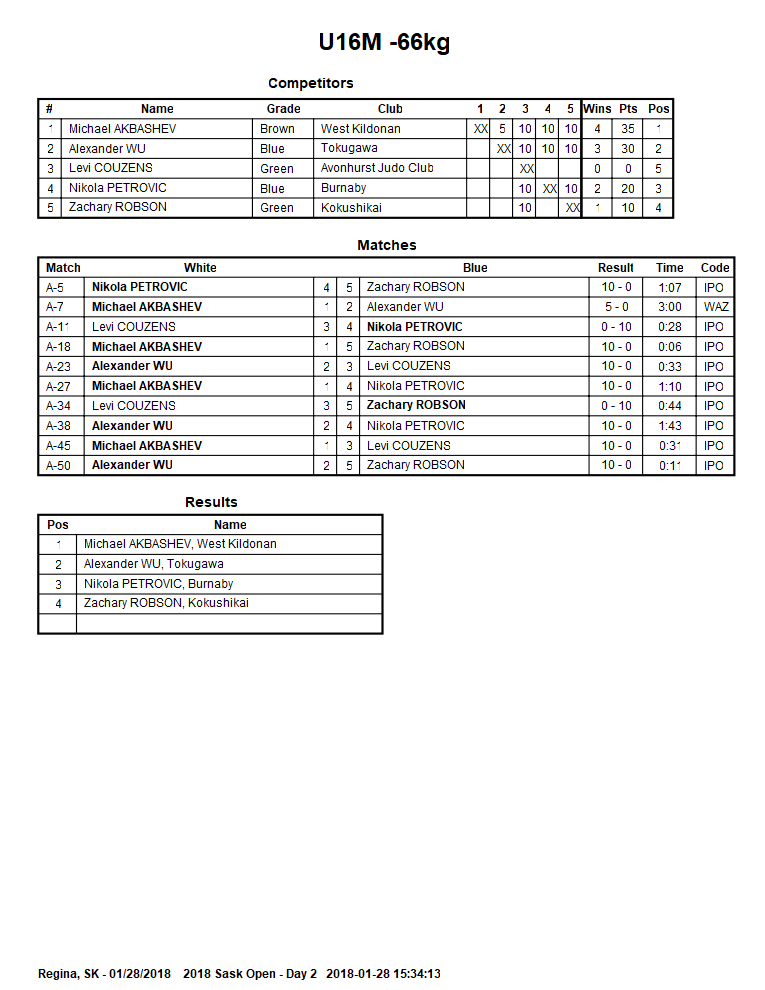 U16M -66kg
Competitors
# Name Grade Club 1 2 3 4 5 Wins Pts Pos
1 Michael AKBASHEV Brown West Kildonan XX 5 10 10 10 4 35 1
2 Alexander WU Blue Tokugawa XX 10 10 10 3 30 2
3 Levi COUZENS Green Avonhurst Judo Club XX 0 0 5
4 Nikola PETROVIC Blue Burnaby 10 XX 10 2 20 3
5 Zachary ROBSON Green Kokushikai 10 XX 1 10 4
Matches
Match White Blue Result Time Code
A-5 Nikola PETROVIC 4 5 Zachary ROBSON 10 - 0 1:07 IPO
A-7 Michael AKBASHEV 1 2 Alexander WU 5 - 0 3:00 WAZ
A-11 Levi COUZENS 3 4 Nikola PETROVIC 0 - 10 0:28 IPO
A-18 Michael AKBASHEV 1 5 Zachary ROBSON 10 - 0 0:06 IPO
A-23 Alexander WU 2 3 Levi COUZENS 10 - 0 0:33 IPO
A-27 Michael AKBASHEV 1 4 Nikola PETROVIC 10 - 0 1:10 IPO
A-34 Levi COUZENS 3 5 Zachary ROBSON 0 - 10 0:44 IPO
A-38 Alexander WU 2 4 Nikola PETROVIC 10 - 0 1:43 IPO
A-45 Michael AKBASHEV 1 3 Levi COUZENS 10 - 0 0:31 IPO
A-50 Alexander WU 2 5 Zachary ROBSON 10 - 0 0:11 IPO
Results
Pos Name
1 Michael AKBASHEV, West Kildonan
2 Alexander WU, Tokugawa
3 Nikola PETROVIC, Burnaby
4 Zachary ROBSON, Kokushikai
Regina, SK - 01/28/2018 2018 Sask Open - Day 2 2018-01-28 15:34:13